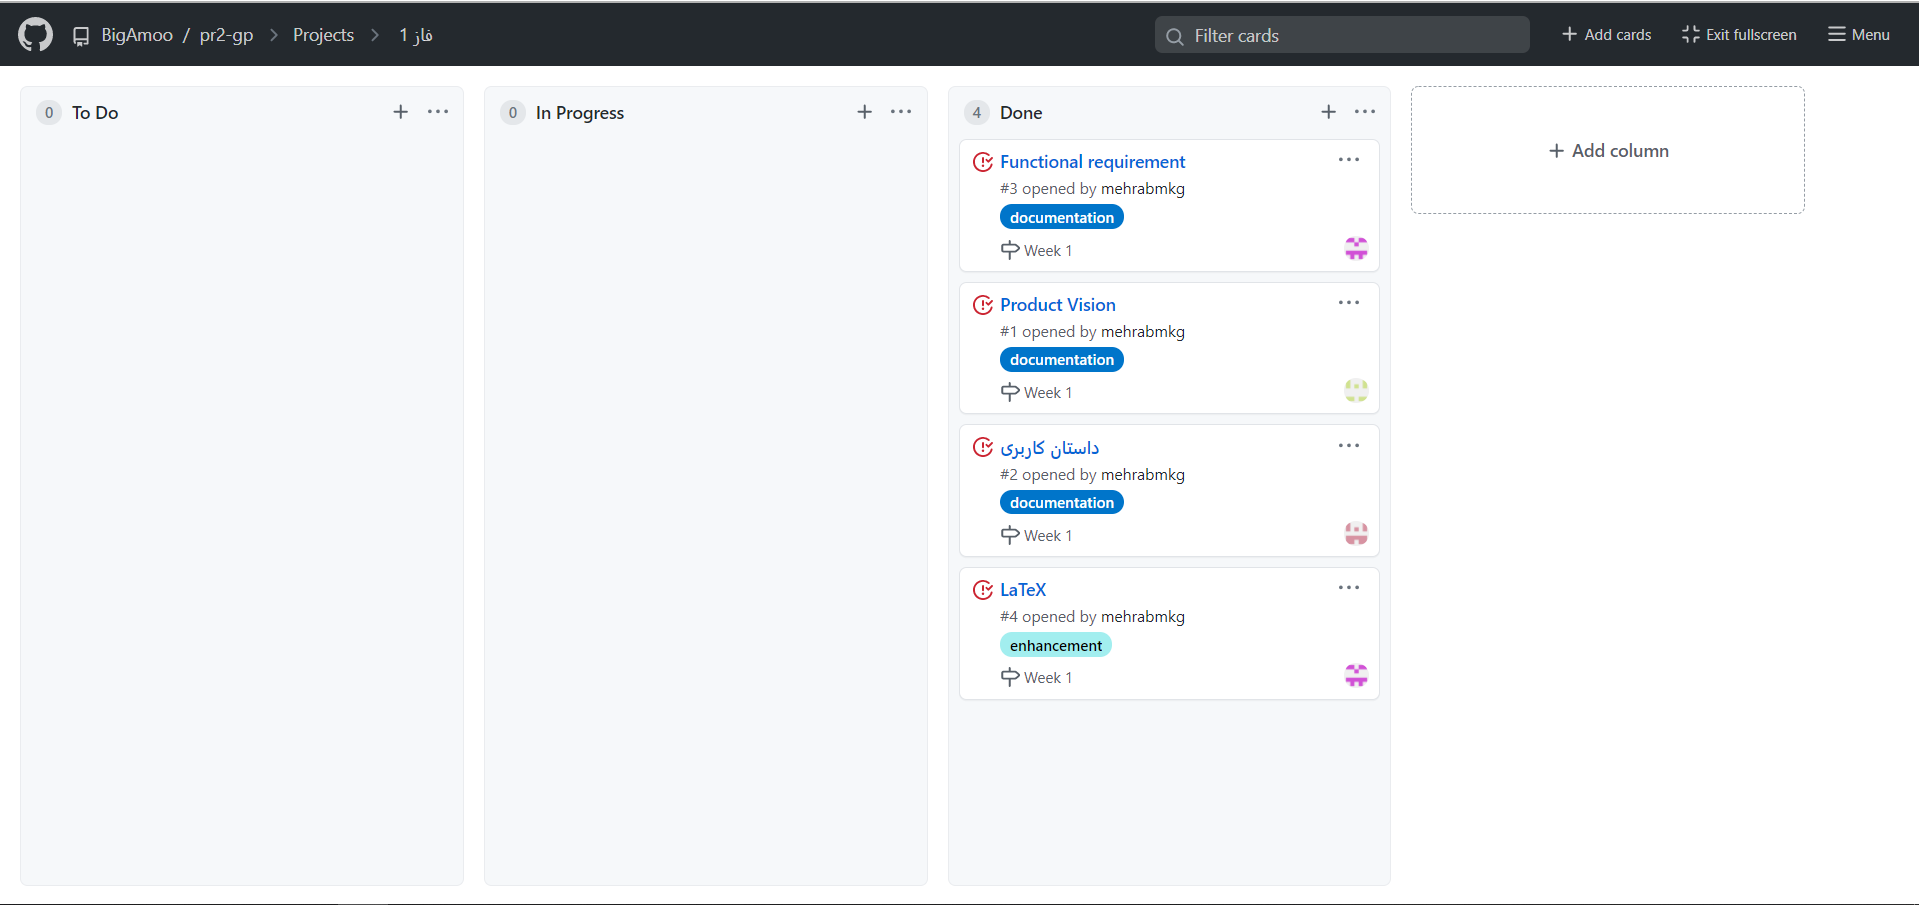 BigAmoo / pr2-gp > Projects > فاز 1
Filter cards
Add cards
Exit fullscreen
Menu
0 To Do
0 In Progress
4 Done
Functional requirement
#3 opened by mehrabmkg
documentation
Week 1
Product Vision
#1 opened by mehrabmkg
documentation
Week 1
داستان کاربری
#2 opened by mehrabmkg
documentation
Week 1
LaTeX
#4 opened by mehrabmkg
enhancement
Week 1
+ Add column